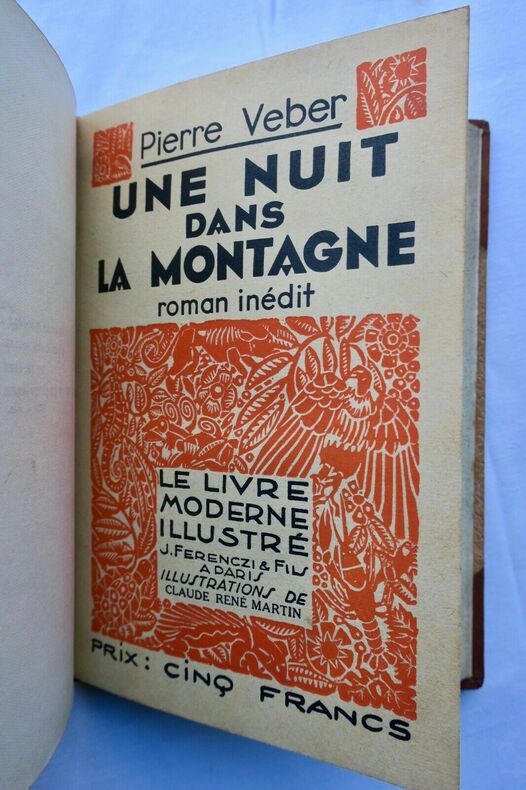 Pierre Veber
UNE NUIT
DANS
LA MONTAGNE
roman inédit
LE LIVRE
MODERNE
ILLUSTRÉ
J. FERENCZI & FILS
A PARIS
ILLUSTRATIONS DE
CLAUDE RENÉ MARTIN
PRIX : CINQ FRANCS